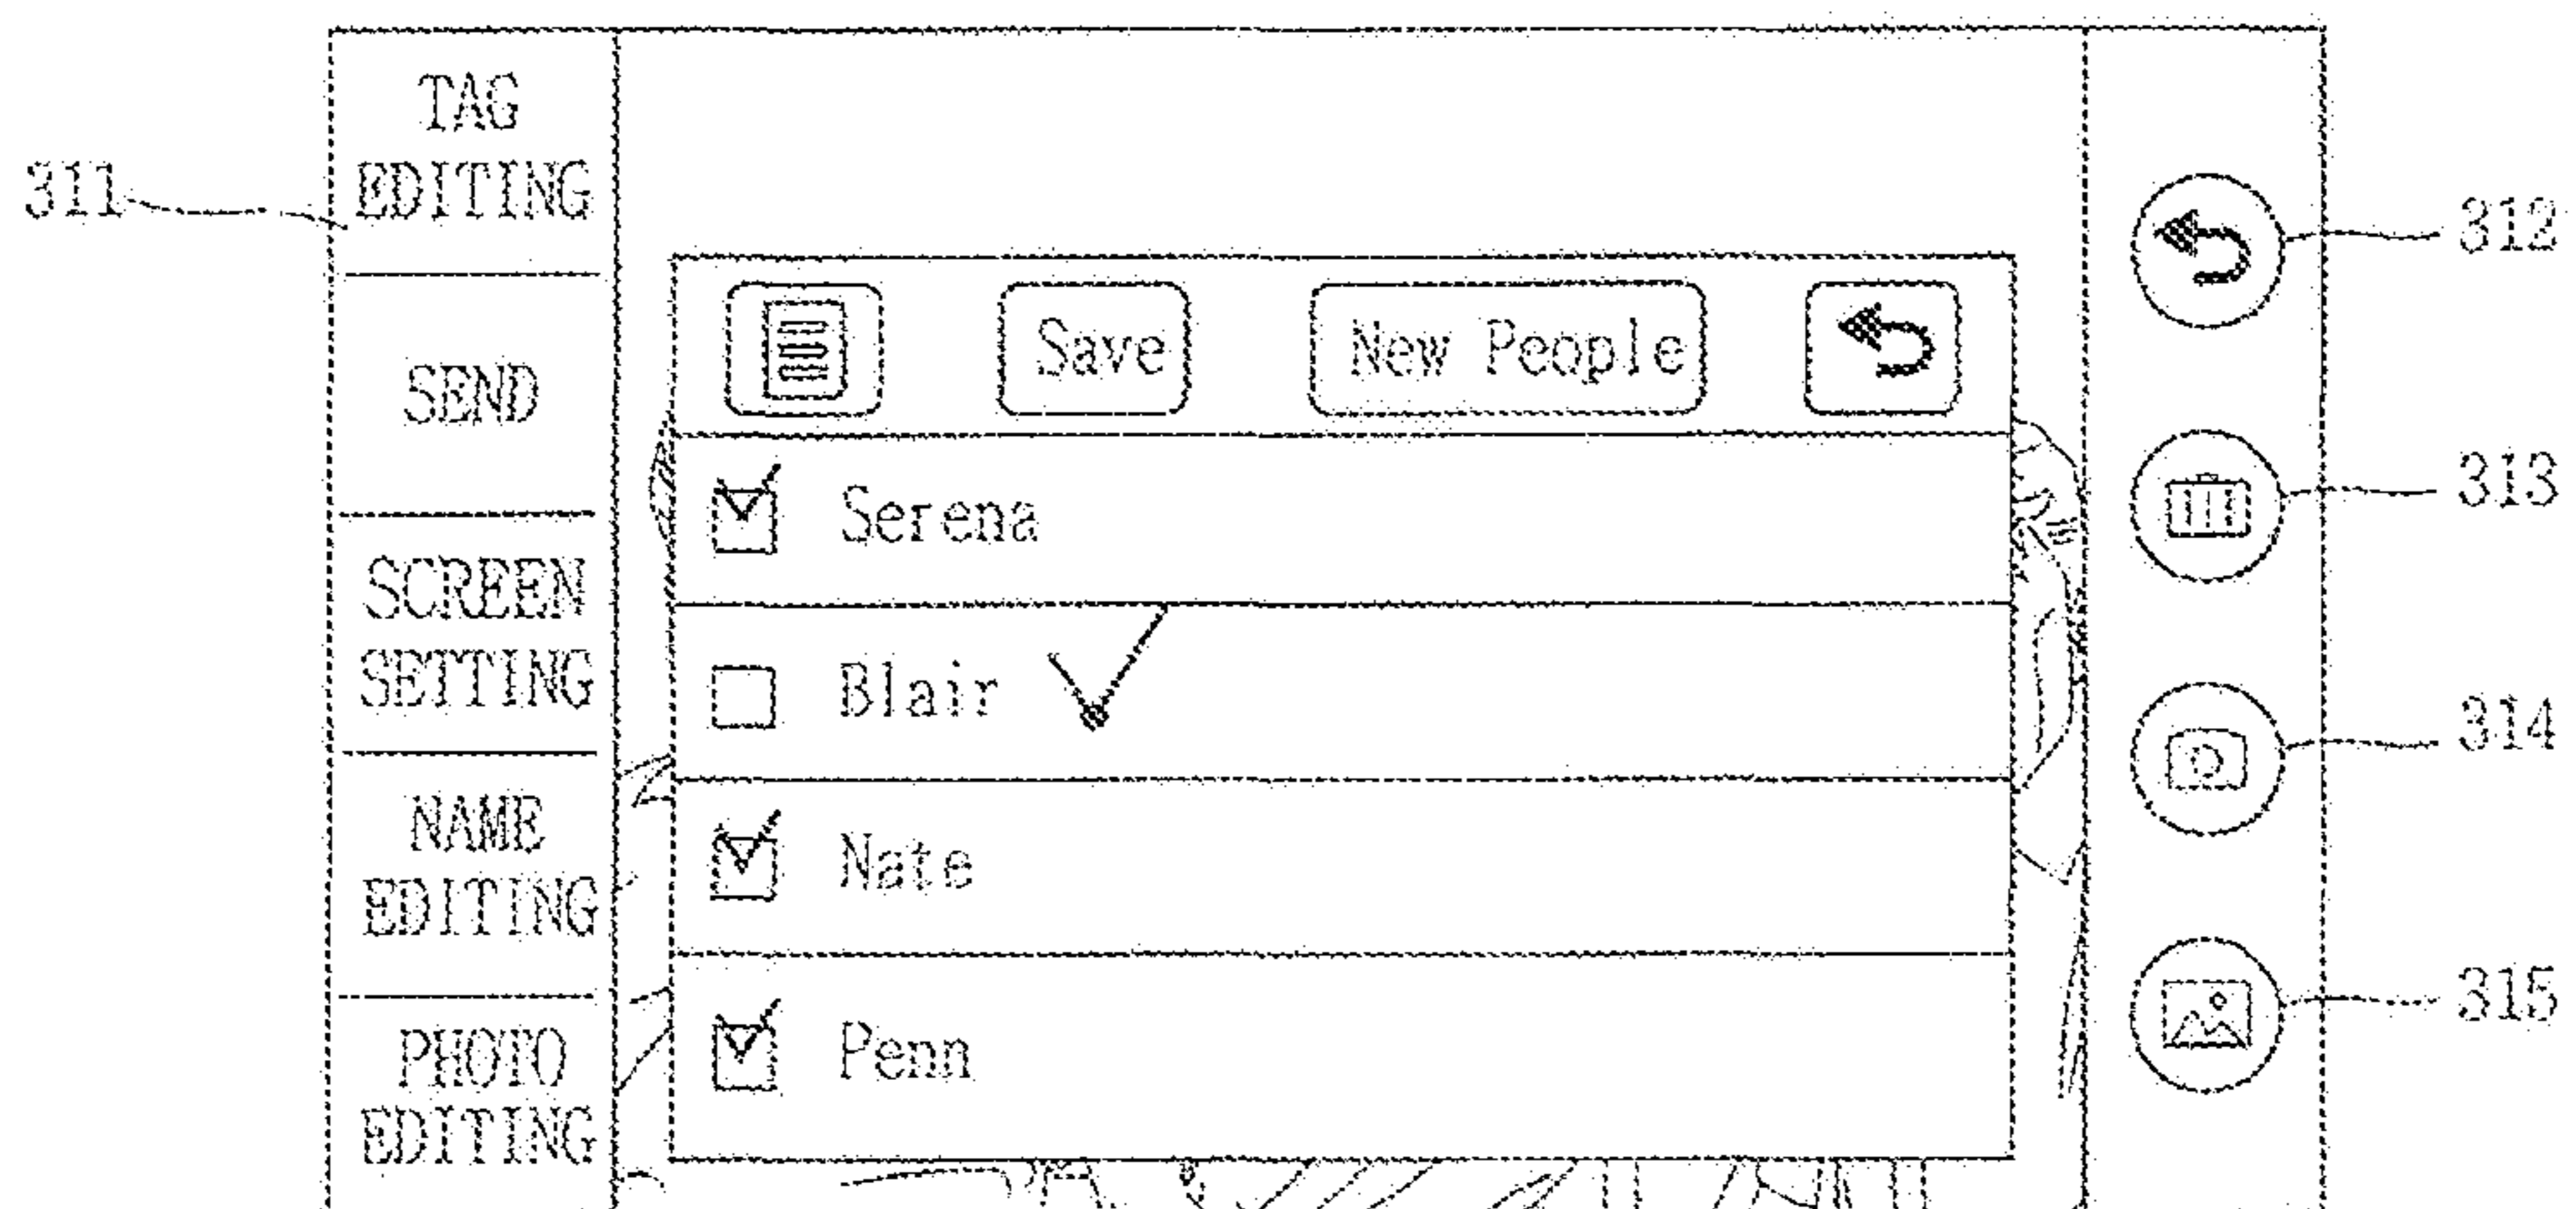 TAG
EDITING
311
SEND
SCREEN
SETTING
NAME
EDITING
PHOTO
EDITING
Save
New People
Serena
Blair
Nate
Penn
312
313
314
315